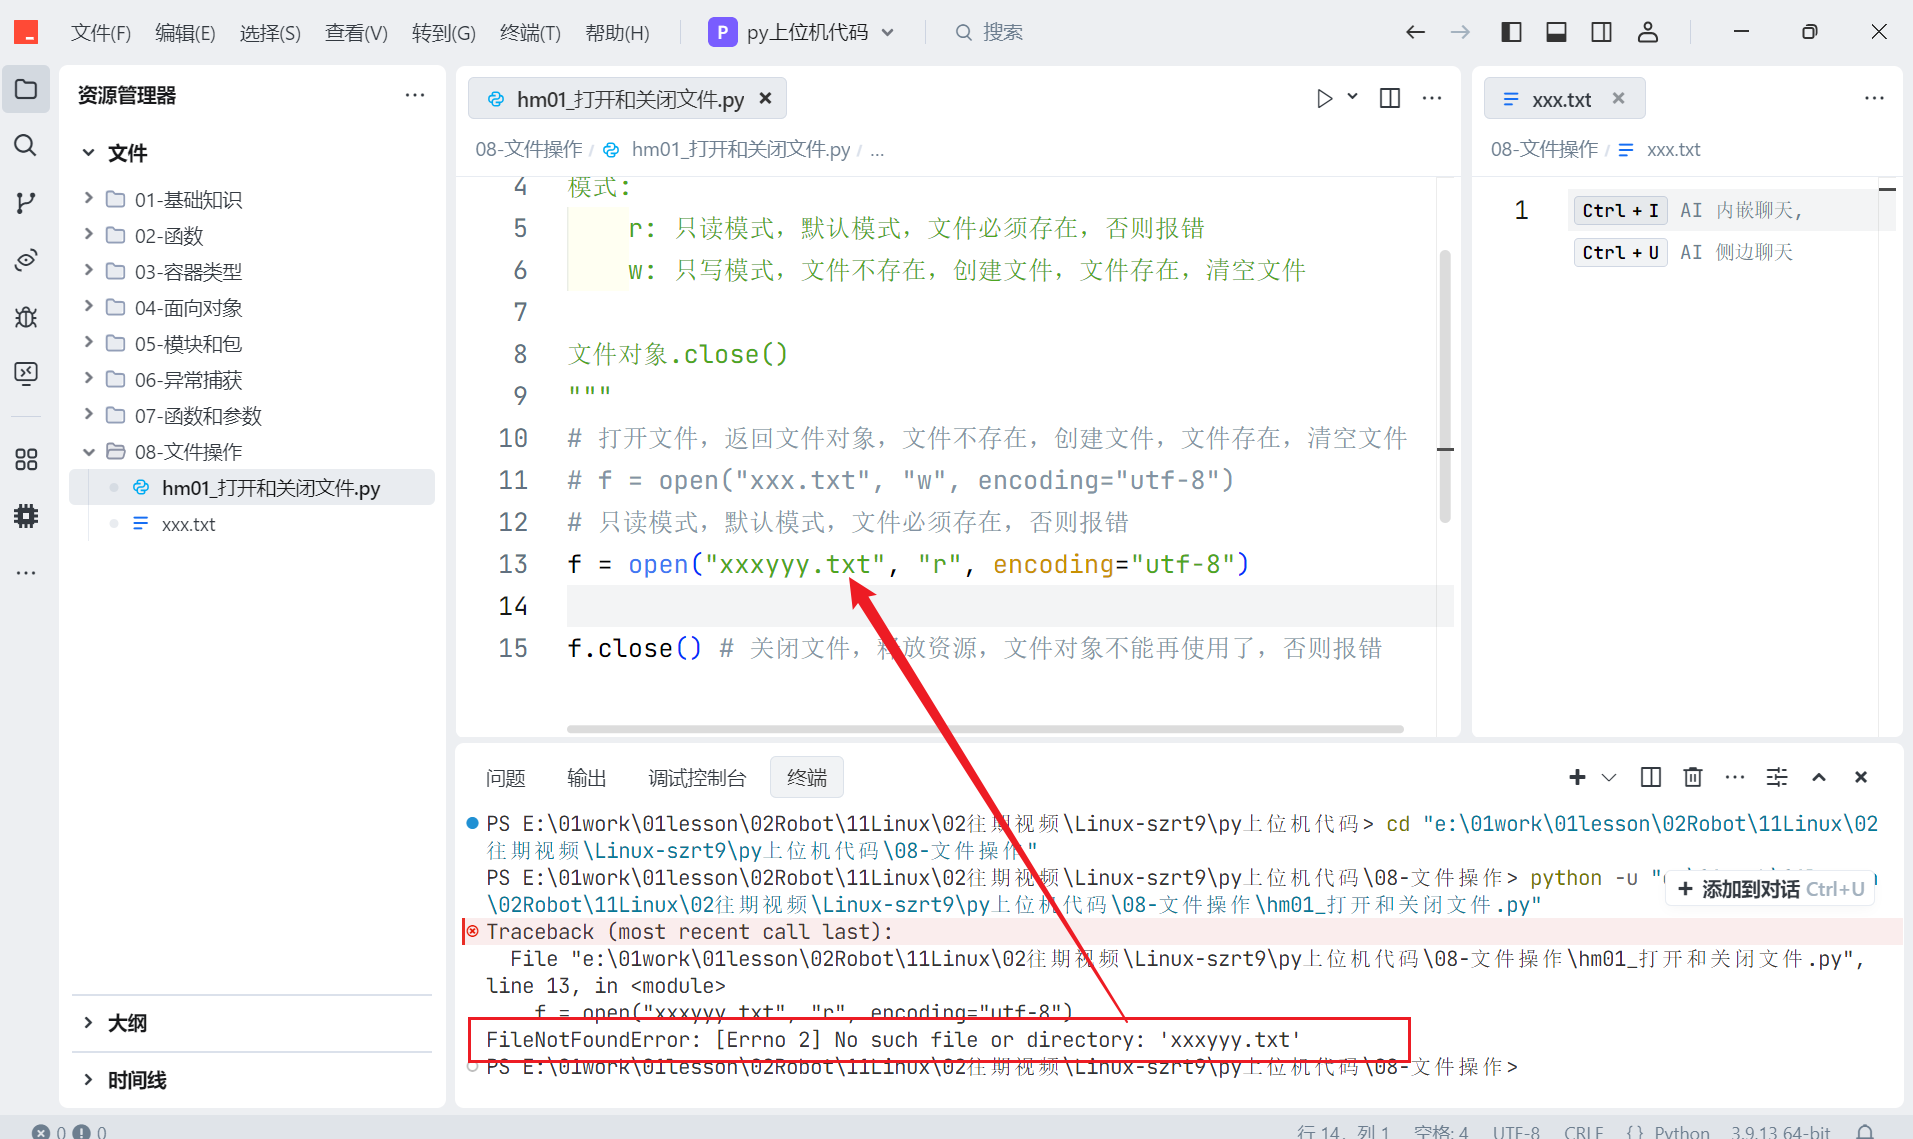 文件(F) 编辑(E) 选择(S) 查看(V) 转到(G) 终端(T) 帮助(H) P py上位机代码 搜索
资源管理器
文件
01-基础知识
02-函数
03-容器类型
04-面向对象
05-模块和包
06-异常捕获
07-函数和参数
08-文件操作
hm01_打开和关闭文件.py
xxx.txt
大纲
时间线
hm01_打开和关闭文件.py
08-文件操作 / hm01_打开和关闭文件.py / ...
4 模式:
5 r: 只读模式，默认模式，文件必须存在，否则报错
6 w: 只写模式，文件不存在，创建文件，文件存在，清空文件
7
8 文件对象.close()
9 """
10 # 打开文件，返回文件对象，文件不存在，创建文件，文件存在，清空文件
11 # f = open("xxx.txt", "w", encoding="utf-8")
12 # 只读模式，默认模式，文件必须存在，否则报错
13 f = open("xxxyyy.txt", "r", encoding="utf-8")
14
15 f.close() # 关闭文件，释放资源，文件对象不能再使用了，否则报错
xxx.txt
08-文件操作 / xxx.txt
1 Ctrl + I AI 内嵌聊天,
Ctrl + U AI 侧边聊天
问题 输出 调试控制台 终端
PS E:\01work\01lesson\02Robot\11Linux\02往期视频\Linux-szrt9\py上位机代码> cd "e:\01work\01lesson\02Robot\11Linux\02
往期视频\Linux-szrt9\py上位机代码\08-文件操作"
PS E:\01work\01lesson\02Robot\11Linux\02往期视频\Linux-szrt9\py上位机代码\08-文件操作> python -u "
添加到对话 Ctrl+U
\02Robot\11Linux\02往期视频\Linux-szrt9\py上位机代码\08-文件操作\hm01_打开和关闭文件.py"
Traceback (most recent call last):
File "e:\01work\01lesson\02Robot\11Linux\02往期视频\Linux-szrt9\py上位机代码\08-文件操作\hm01_打开和关闭文件.py",
line 13, in <module>
f = open("xxxyyy.txt", "r", encoding="utf-8")
FileNotFoundError: [Errno 2] No such file or directory: 'xxxyyy.txt'
PS E:\01work\01lesson\02Robot\11Linux\02往期视频\Linux-szrt9\py上位机代码\08-文件操作>
0 0 行 14，列 1 空格: 4 UTF-8 CRLF {} Python 3.9.13 64-bit